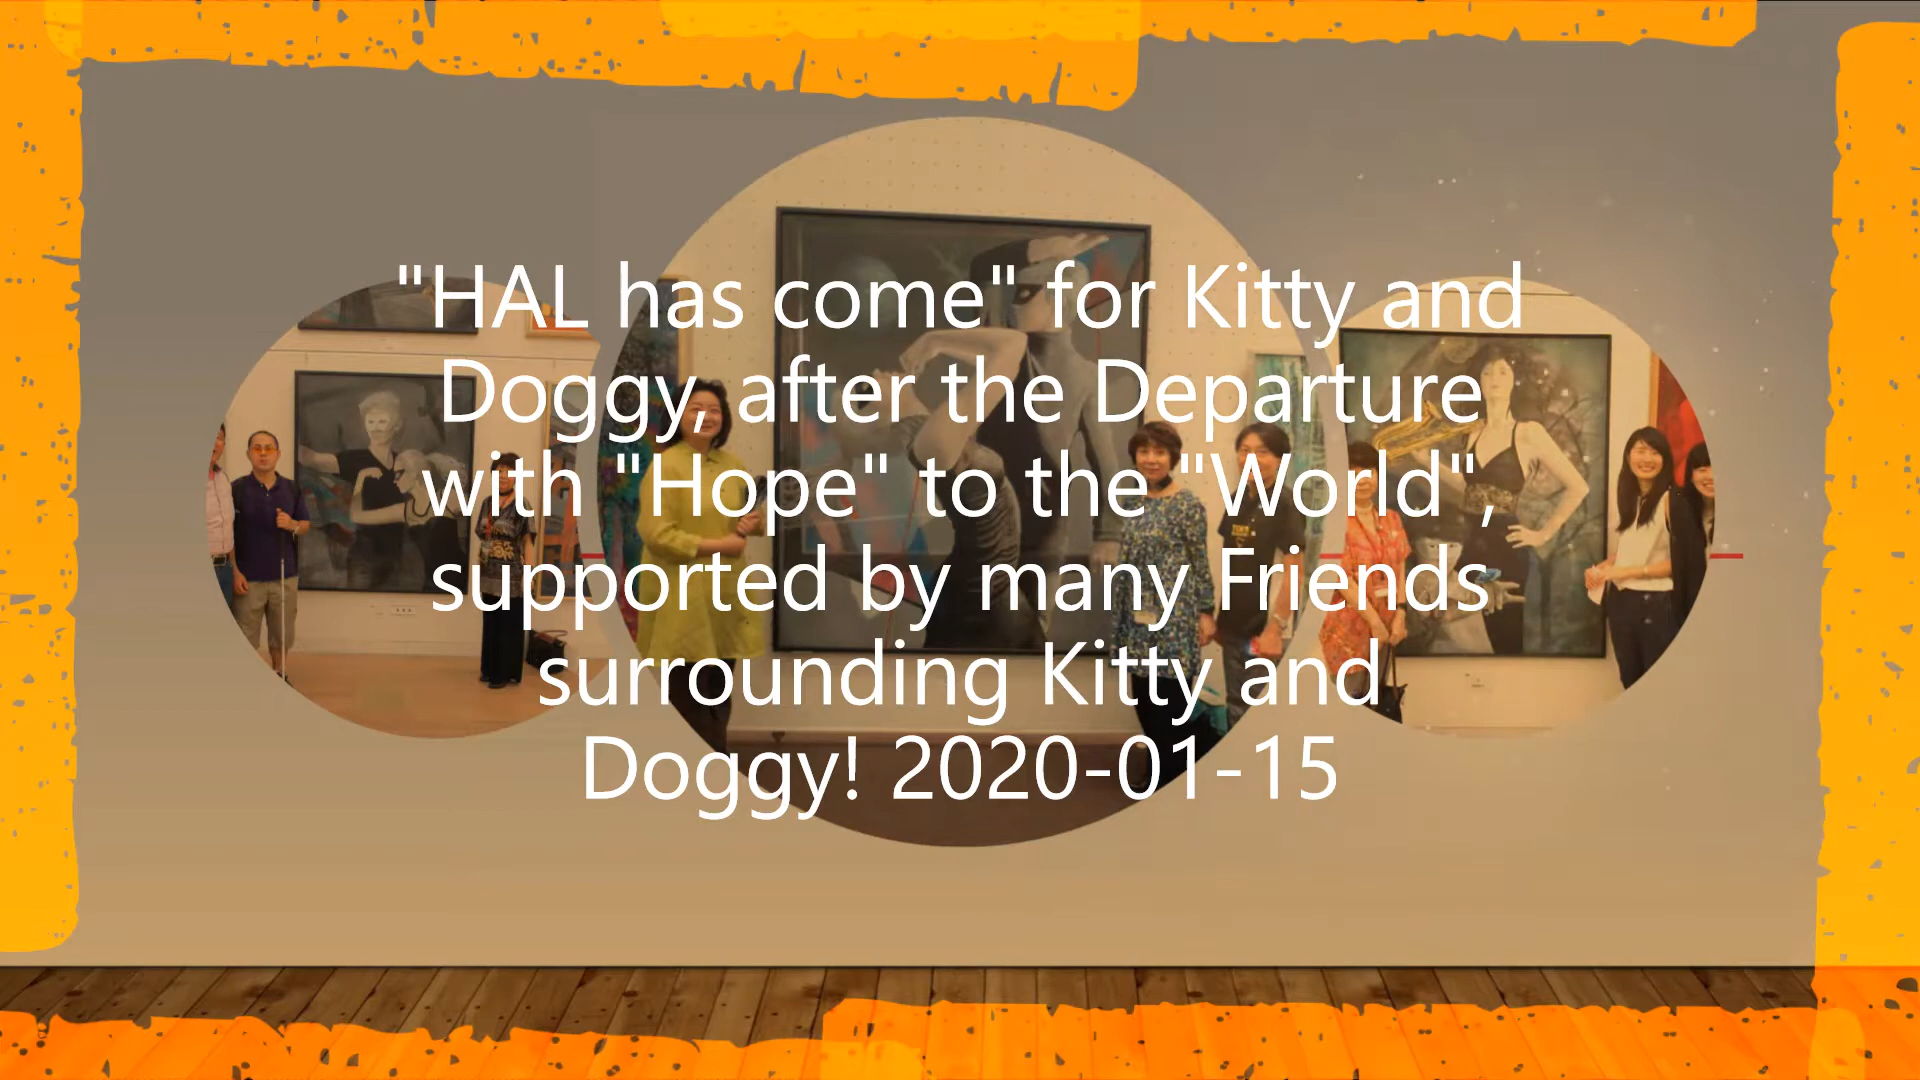 "HAL has come" for Kitty and
Doggy, after the Departure
with "Hope" to the "World",
supported by many Friends
surrounding Kitty and
Doggy! 2020-01-15